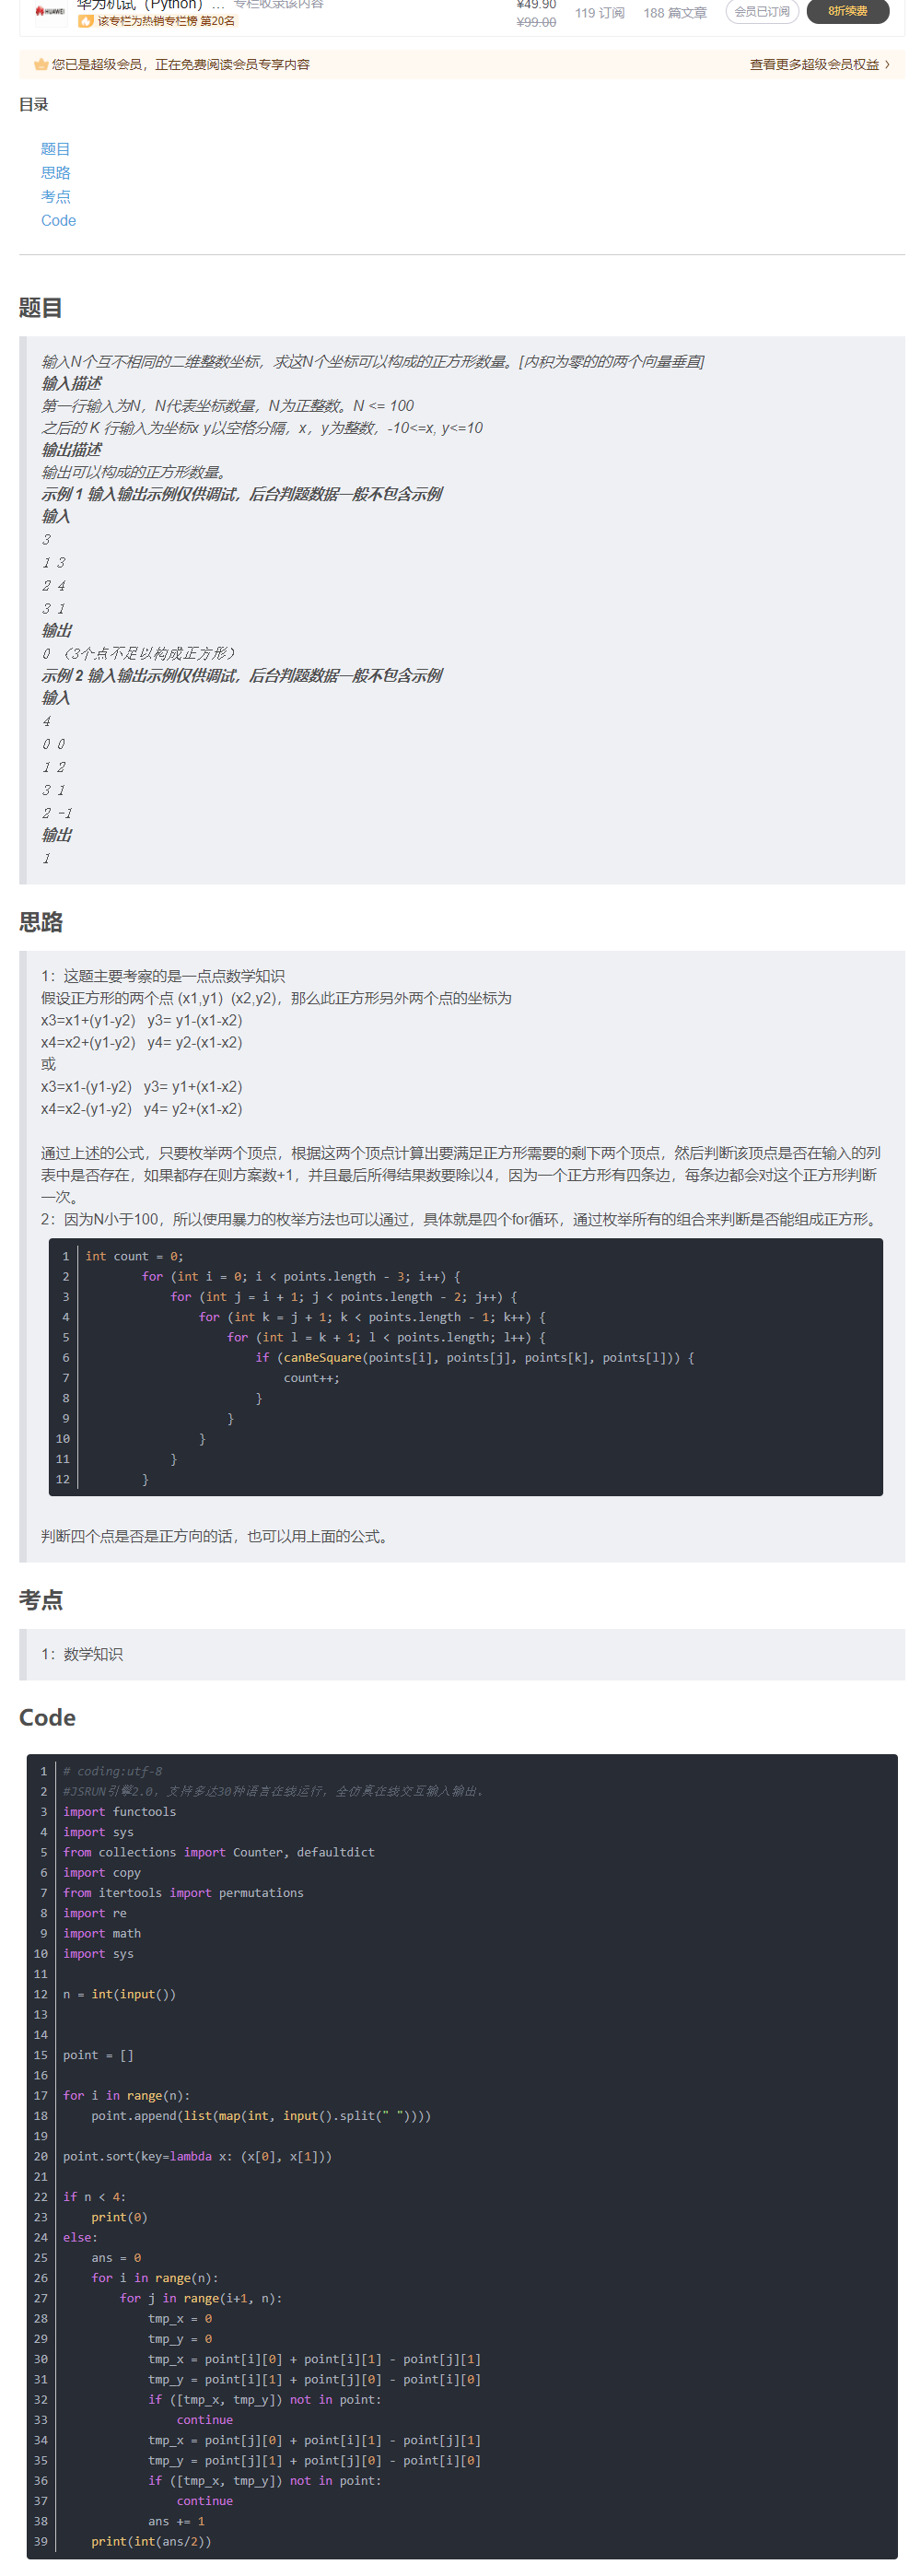 HUAWEI 华为机试（Python）... 专栏收录该内容 ¥49.90 119 订阅 188 篇文章 会员已订阅 8折续费
该专栏为热销专栏榜 第20名 ¥99.00
您已是超级会员，正在免费阅读会员专享内容 查看更多超级会员权益
目录
题目
思路
考点
Code
题目
输入N个互不相同的二维整数坐标，求这N个坐标可以构成的正方形数量。[内积为零的的两个向量垂直]
输入描述
第一行输入为N，N代表坐标数量，N为正整数。N <= 100
之后的 K 行输入为坐标x y以空格分隔，x，y为整数，-10<=x, y<=10
输出描述
输出可以构成的正方形数量。
示例 1 输入输出示例仅供调试，后台判题数据一般不包含示例
输入
3
1 3
2 4
3 1
输出
0 （3个点不足以构成正方形）
示例 2 输入输出示例仅供调试，后台判题数据一般不包含示例
输入
4
0 0
1 2
3 1
2 -1
输出
1
思路
1：这题主要考察的是一点点数学知识
假设正方形的两个点 (x1,y1)  (x2,y2)，那么此正方形另外两个点的坐标为
x3=x1+(y1-y2)   y3= y1-(x1-x2)
x4=x2+(y1-y2)   y4= y2-(x1-x2)
或
x3=x1-(y1-y2)   y3= y1+(x1-x2)
x4=x2-(y1-y2)   y4= y2+(x1-x2)
通过上述的公式，只要枚举两个顶点，根据这两个顶点计算出要满足正方形需要的剩下两个顶点，然后判断该顶点是否在输入的列
表中是否存在，如果都存在则方案数+1，并且最后所得结果数要除以4，因为一个正方形有四条边，每条边都会对这个正方形判断
一次。
2：因为N小于100，所以使用暴力的枚举方法也可以通过，具体就是四个for循环，通过枚举所有的组合来判断是否能组成正方形。
1 int count = 0;
2         for (int i = 0; i < points.length - 3; i++) {
3             for (int j = i + 1; j < points.length - 2; j++) {
4                 for (int k = j + 1; k < points.length - 1; k++) {
5                     for (int l = k + 1; l < points.length; l++) {
6                         if (canBeSquare(points[i], points[j], points[k], points[l])) {
7                             count++;
8                         }
9                     }
10                 }
11             }
12         }
判断四个点是否是正方向的话，也可以用上面的公式。
考点
1：数学知识
Code
1 # coding:utf-8
2 #JSRUN引擎2.0，支持多达30种语言在线运行，全仿真在线交互输入输出。
3 import functools
4 import sys
5 from collections import Counter, defaultdict
6 import copy
7 from itertools import permutations
8 import re
9 import math
10 import sys
11
12 n = int(input())
13
14
15 point = []
16
17 for i in range(n):
18     point.append(list(map(int, input().split(" "))))
19
20 point.sort(key=lambda x: (x[0], x[1]))
21
22 if n < 4:
23     print(0)
24 else:
25     ans = 0
26     for i in range(n):
27         for j in range(i+1, n):
28             tmp_x = 0
29             tmp_y = 0
30             tmp_x = point[i][0] + point[i][1] - point[j][1]
31             tmp_y = point[i][1] + point[j][0] - point[i][0]
32             if ([tmp_x, tmp_y]) not in point:
33                 continue
34             tmp_x = point[j][0] + point[i][1] - point[j][1]
35             tmp_y = point[j][1] + point[j][0] - point[i][0]
36             if ([tmp_x, tmp_y]) not in point:
37                 continue
38             ans += 1
39     print(int(ans/2))